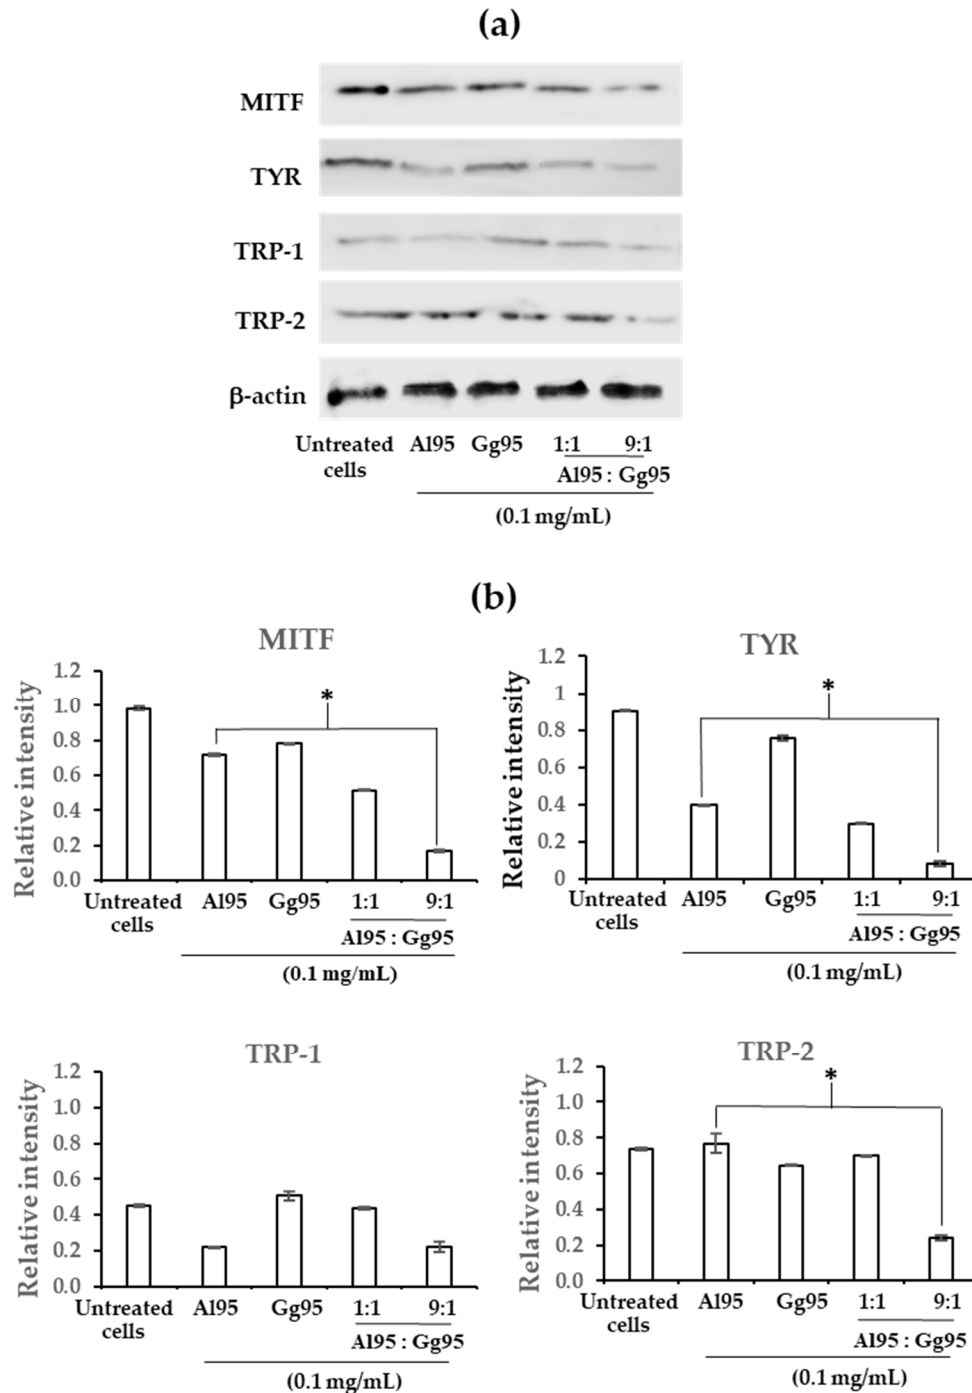 (a)
MITF
TYR
TRP-1
TRP-2
β-actin
Untreated cells Al95 Gg95 1:1 9:1
Al95 : Gg95
(0.1 mg/mL)
(b)
MITF
Relative intensity
1.2
1.0
0.8
0.6
0.4
0.2
0.0
*
Untreated cells Al95 Gg95 1:1 9:1
Al95 : Gg95
(0.1 mg/mL)
TYR
Relative intensity
1.2
1
0.8
0.6
0.4
0.2
0
*
Untreated cells Al95 Gg95 1:1 9:1
Al95 : Gg95
(0.1 mg/mL)
TRP-1
Relative intensity
1.2
1.0
0.8
0.6
0.4
0.2
0.0
Untreated cells Al95 Gg95 1:1 9:1
Al95 : Gg95
(0.1 mg/mL)
TRP-2
Relative intensity
1.2
1.0
0.8
0.6
0.4
0.2
0.0
*
Untreated cells Al95 Gg95 1:1 9:1
Al95 : Gg95
(0.1 mg/mL)